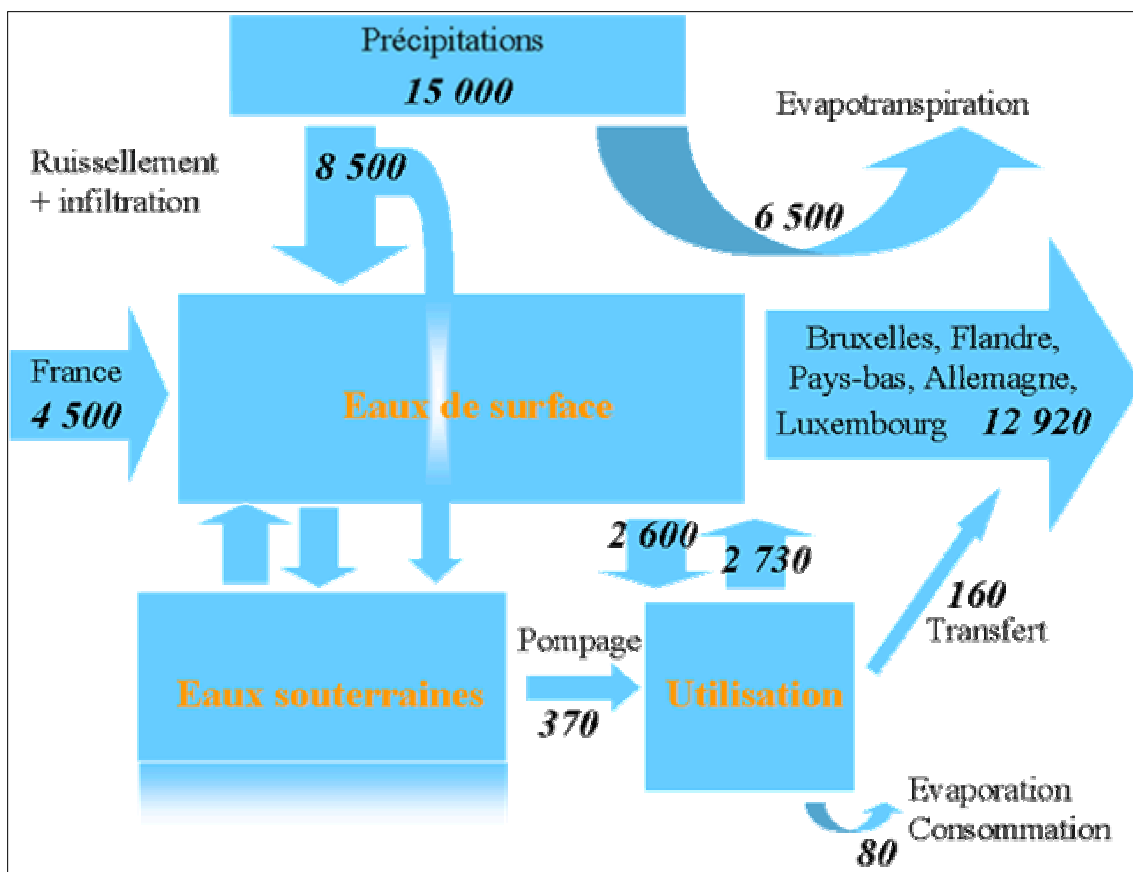 Précipitations
15 000
Evapotranspiration
Ruissellement
+ infiltration
8 500
6 500
France
4 500
Eaux de surface
Bruxelles, Flandre,
Pays-bas, Allemagne,
Luxembourg 12 920
2 600
2 730
160
Transfert
Pompage
370
Eaux souterraines
Utilisation
Evaporation
Consommation
80